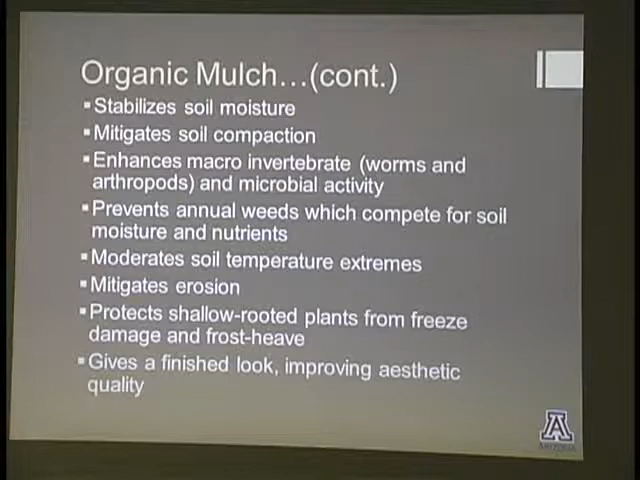 Organic Mulch…(cont.)
▪Stabilizes soil moisture
▪Mitigates soil compaction
▪Enhances macro invertebrate (worms and
arthropods) and microbial activity
▪Prevents annual weeds which compete for soil
moisture and nutrients
▪Moderates soil temperature extremes
▪Mitigates erosion
▪Protects shallow-rooted plants from freeze
damage and frost-heave
▪Gives a finished look, improving aesthetic
quality
A